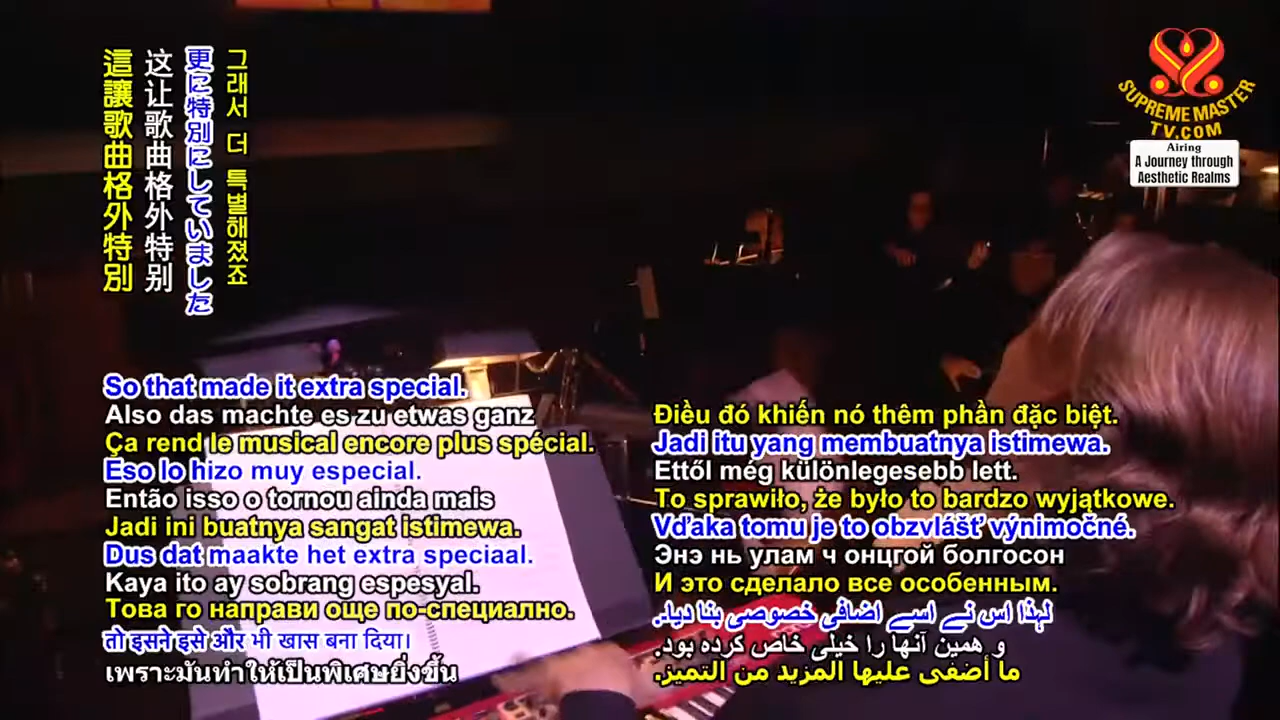 這讓歌曲格外特別
这让歌曲格外特别
更に特別にしていました
그래서 더 특별해졌죠
SUPREME MASTER
TV.COM
Airing
A Journey through
Aesthetic Realms
So that made it extra special.
Also das machte es zu etwas ganz
Ça rend le musical encore plus spécial.
Eso lo hizo muy especial.
Então isso o tornou ainda mais
Jadi ini buatnya sangat istimewa.
Dus dat maakte het extra speciaal.
Kaya ito ay sobrang espesyal.
Това го направи още по-специално.
तो इसने इसे और भी खास बना दिया।
เพราะมันทำให้เป็นพิเศษยิ่งขึ้น
Điều đó khiến nó thêm phần đặc biệt.
Jadi itu yang membuatnya istimewa.
Ettől még különlegesebb lett.
To sprawiło, że było to bardzo wyjątkowe.
Vďaka tomu je to obzvlášť výnimočné.
Энэ нь улам ч онцгой болгосон
И это сделало все особенным.
لہذا اس نے اسے اضافی خصوصی بنا دیا.
و همین آنها را خیلی خاص کرده بود.
ما أضفى عليها المزيد من التميز.